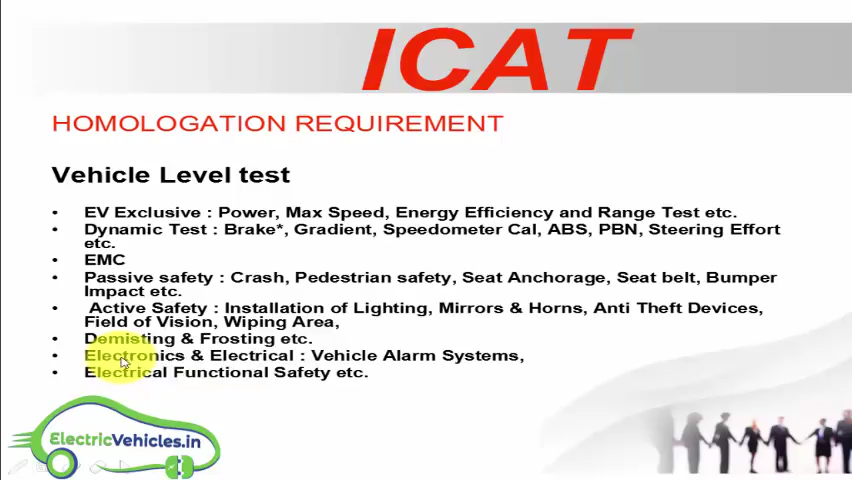 ICAT
HOMOLOGATION REQUIREMENT
Vehicle Level test
• EV Exclusive : Power, Max Speed, Energy Efficiency and Range Test etc.
• Dynamic Test : Brake*, Gradient, Speedometer Cal, ABS, PBN, Steering Effort
etc.
• EMC
• Passive safety : Crash, Pedestrian safety, Seat Anchorage, Seat belt, Bumper
Impact etc.
• Active Safety : Installation of Lighting, Mirrors & Horns, Anti Theft Devices,
Field of Vision, Wiping Area,
• Demisting & Frosting etc.
• Electronics & Electrical : Vehicle Alarm Systems,
• Electrical Functional Safety etc.
ElectricVehicles.in